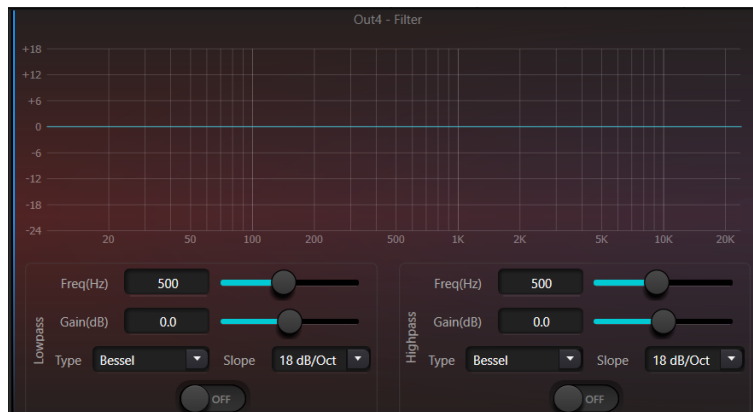 Out4 - Filter
+18
+12
+6
0
-6
-12
-18
-24
20 50 100 200 500 1K 2K 5K 10K 20K
Lowpass
Freq(Hz) 500
Gain(dB) 0.0
Type Bessel Slope 18 dB/Oct
OFF
Highpass
Freq(Hz) 500
Gain(dB) 0.0
Type Bessel Slope 18 dB/Oct
OFF